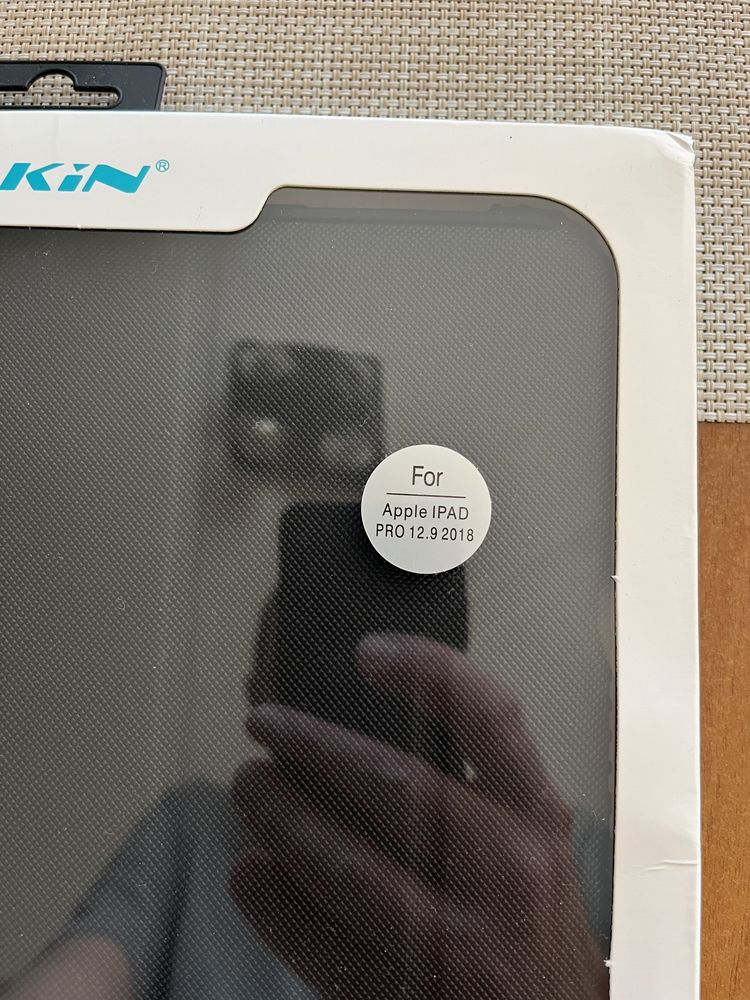 KiN®
For
Apple IPAD
PRO 12.9 2018